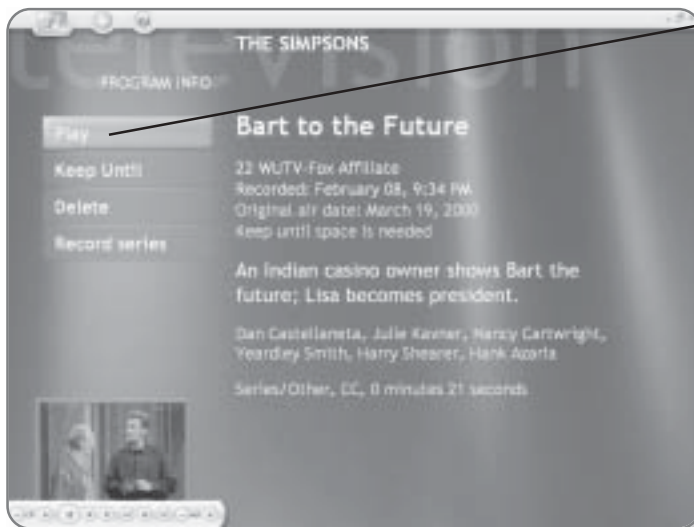 television
THE SIMPSONS
PROGRAM INFO
Play
Keep Until
Delete
Record series
Bart to the Future
22 WUTV-Fox Affiliate
Recorded: February 08, 9:34 PM
Original air date: March 19, 2000
Keep until space is needed
An Indian casino owner shows Bart the
future; Lisa becomes president.
Dan Castellaneta, Julie Kavner, Nancy Cartwright,
Yeardley Smith, Harry Shearer, Hank Azaria
Series/Other, CC, 0 minutes 21 seconds